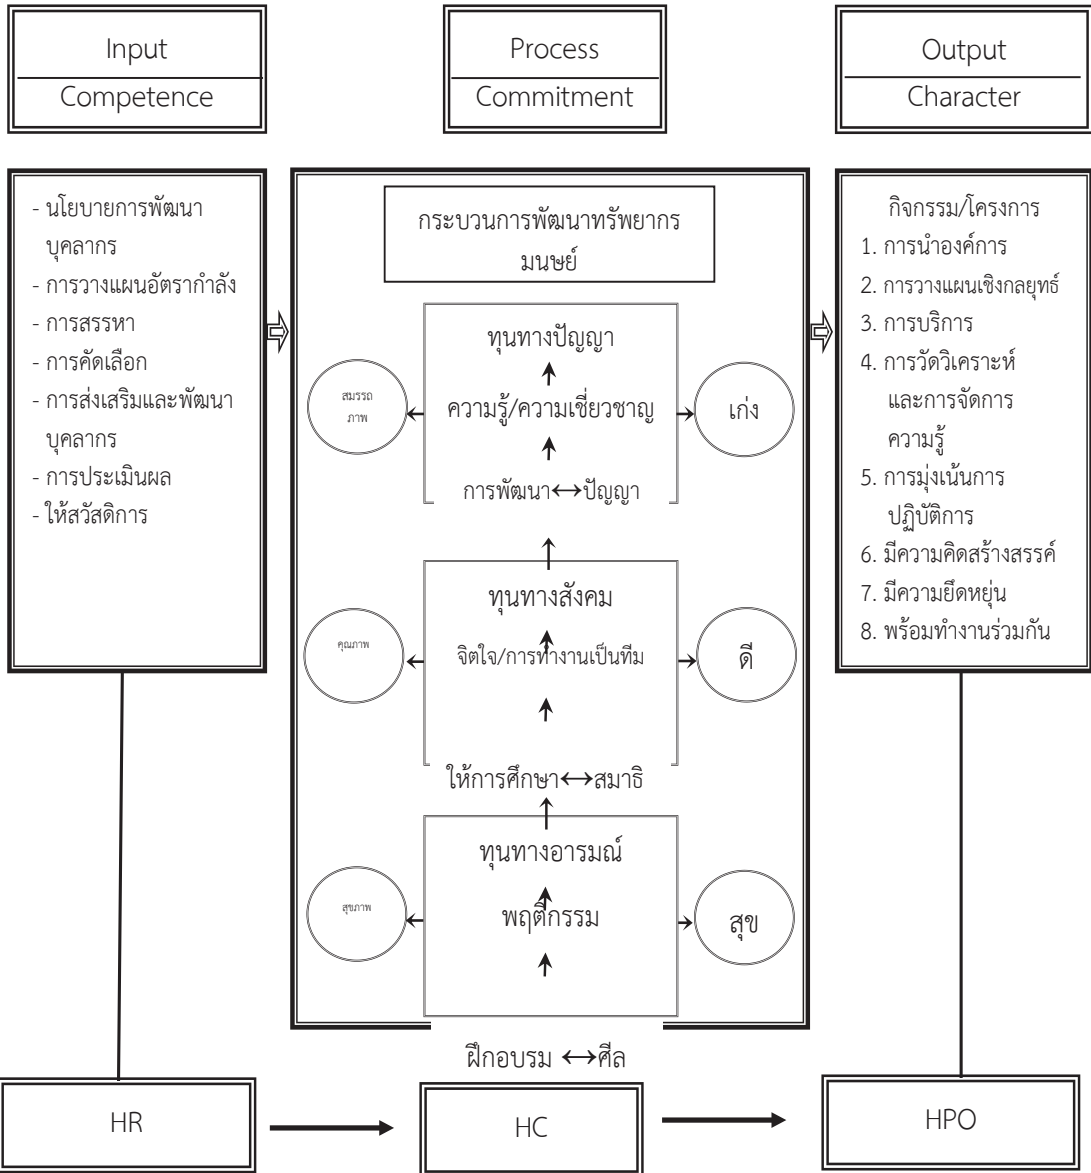 Input
Competence
Process
Commitment
Output
Character
- นโยบายการพัฒนา
บุคลากร
- การวางแผนอัตรากำลัง
- การสรรหา
- การคัดเลือก
- การส่งเสริมและพัฒนา
บุคลากร
- การประเมินผล
- ให้สวัสดิการ
กระบวนการพัฒนาทรัพยากร
มนษย์
ทุนทางปัญญา
สมรรถ
ภาพ
ความรู้/ความเชี่ยวชาญ
เก่ง
การพัฒนา↔ปัญญา
ทุนทางสังคม
คุณภาพ
จิตใจ/การทำงานเป็นทีม
ดี
ให้การศึกษา↔สมาธิ
ทุนทางอารมณ์
สุขภาพ
พฤติกรรม
สุข
ฝึกอบรม ↔ศีล
กิจกรรม/โครงการ
1. การนำองค์การ
2. การวางแผนเชิงกลยุทธ์
3. การบริการ
4. การวัดวิเคราะห์
และการจัดการ
ความรู้
5. การมุ่งเน้นการ
ปฏิบัติการ
6. มีความคิดสร้างสรรค์
7. มีความยืดหยุ่น
8. พร้อมทำงานร่วมกัน
HR
HC
HPO